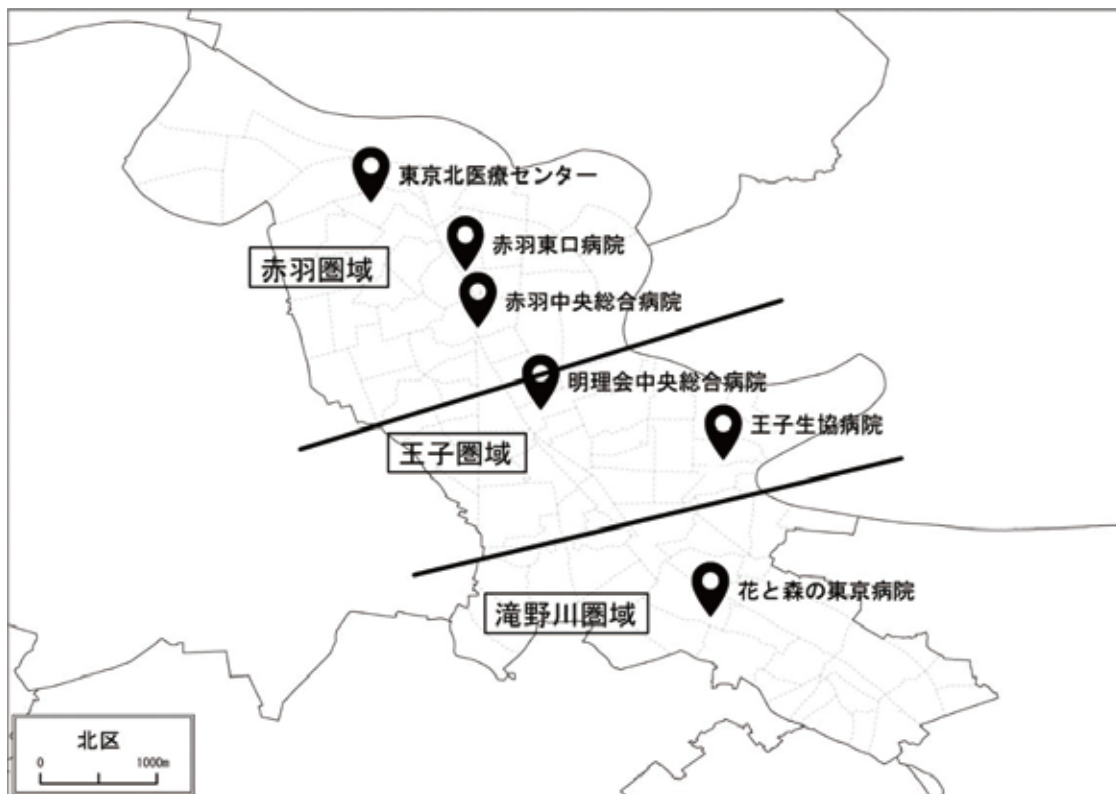 東京北医療センター
赤羽東口病院
赤羽圏域
赤羽中央総合病院
明理会中央総合病院
王子生協病院
王子圏域
花と森の東京病院
滝野川圏域
北区
0 1000m